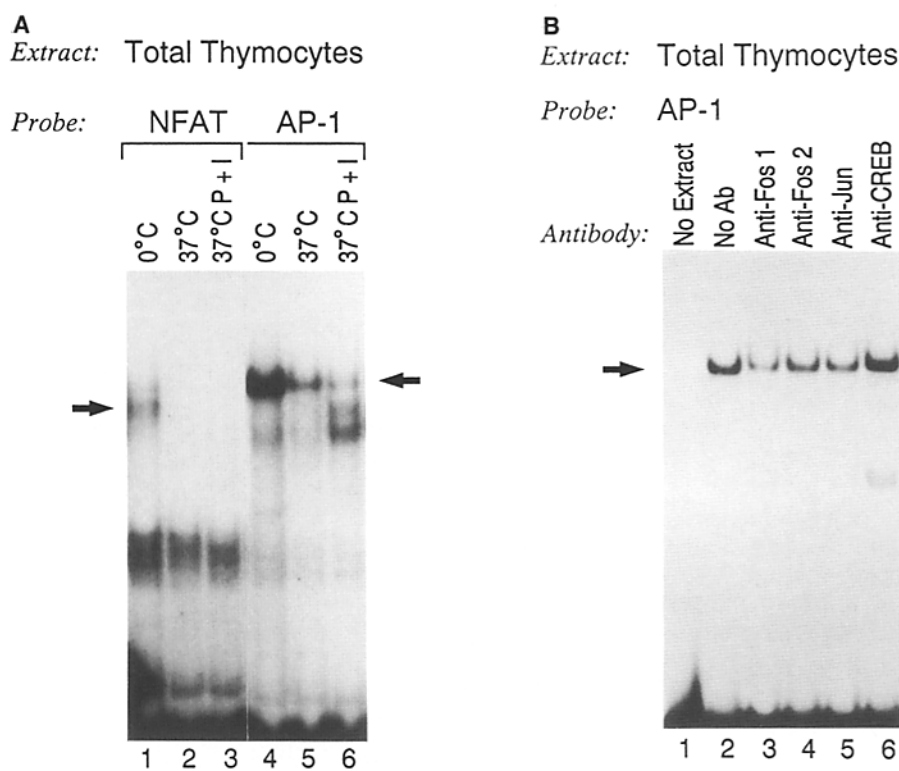 A
Extract: Total Thymocytes
Probe: NFAT AP-1
0°C 37°C 37°C P + I 0°C 37°C 37°C P + I
1 2 3 4 5 6
B
Extract: Total Thymocytes
Probe: AP-1
Antibody: No Extract No Ab Anti-Fos 1 Anti-Fos 2 Anti-Jun Anti-CREB
1 2 3 4 5 6